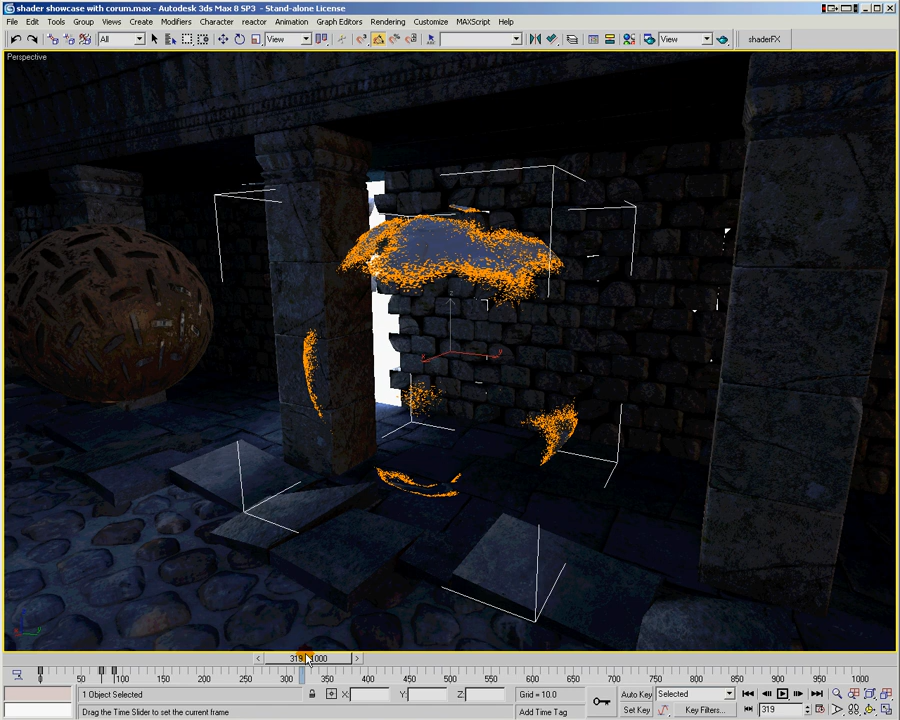 shader showcase with corum.max - Autodesk 3ds Max 8 SP3 - Stand-alone License
File Edit Tools Group Views Create Modifiers Character reactor Animation Graph Editors Rendering Customize MAXScript Help
All View View shaderFX
Perspective
z
x y
< 319 1000 >
0 50 100 150 200 250 300 350 400 450 500 550 600 650 700 750 800 850 900 950 1000
1 Object Selected X: Y: Z: Grid = 10.0 Auto Key Selected
Drag the Time Slider to set the current frame Add Time Tag Set Key Key Filters... 319